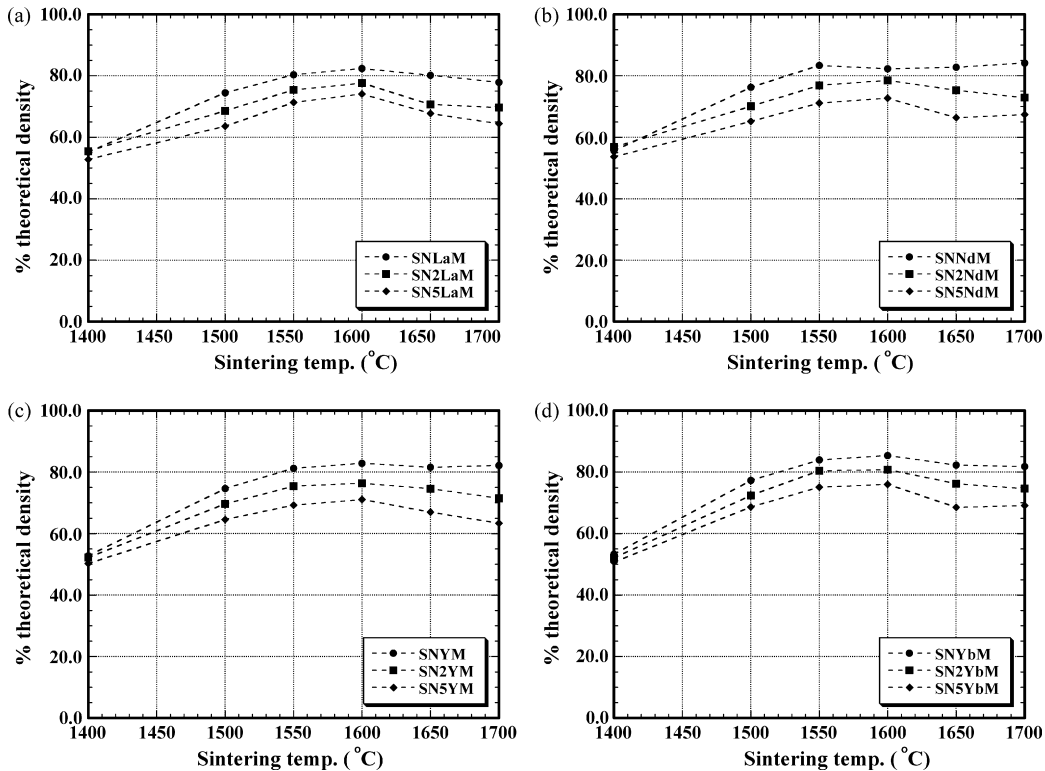 (a)
100.0
80.0
60.0
40.0
20.0
0.0
% theoretical density
SNLaM
SN2LaM
SN5LaM
1400 1450 1500 1550 1600 1650 1700
Sintering temp. (°C)
(b)
100.0
80.0
60.0
40.0
20.0
0.0
% theoretical density
SNNdM
SN2NdM
SN5NdM
1400 1450 1500 1550 1600 1650 1700
Sintering temp. (°C)
(c)
100.0
80.0
60.0
40.0
20.0
0.0
% theoretical density
SNYM
SN2YM
SN5YM
1400 1450 1500 1550 1600 1650 1700
Sintering temp. (°C)
(d)
100.0
80.0
60.0
40.0
20.0
0.0
% theoretical density
SNYbM
SN2YbM
SN5YbM
1400 1450 1500 1550 1600 1650 1700
Sintering temp. (°C)